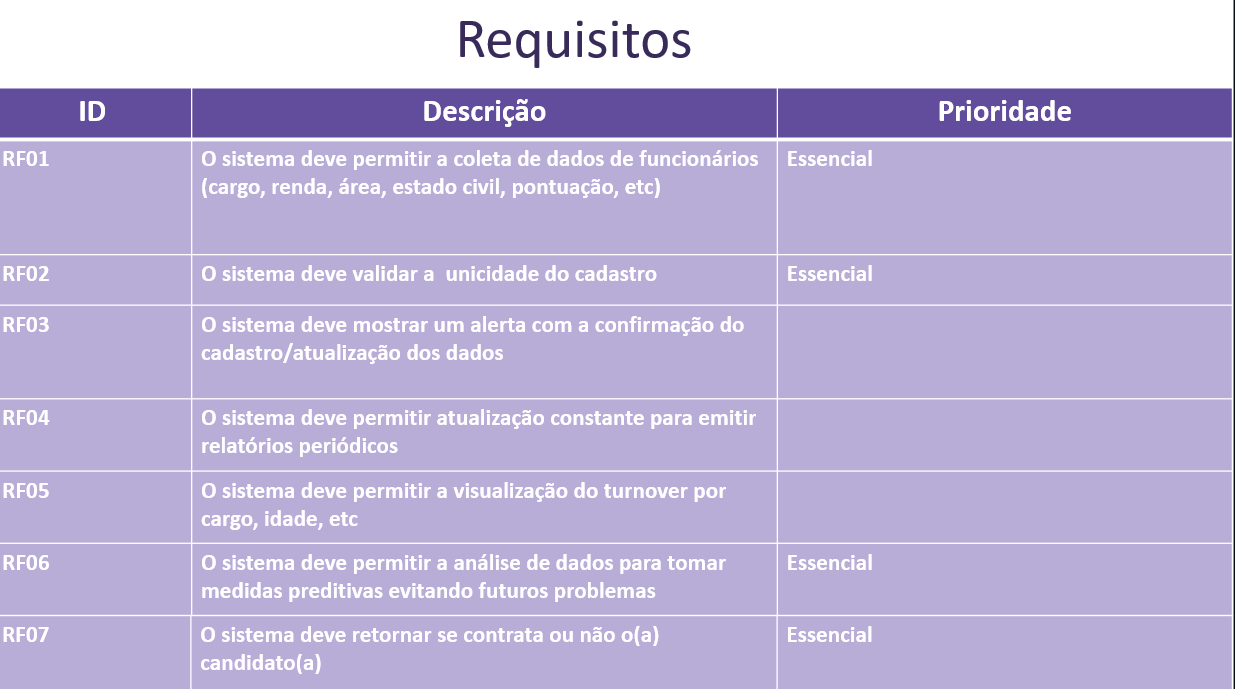 Requisitos
ID Descrição Prioridade
RF01 O sistema deve permitir a coleta de dados de funcionários Essencial
(cargo, renda, área, estado civil, pontuação, etc)
RF02 O sistema deve validar a  unicidade do cadastro Essencial
RF03 O sistema deve mostrar um alerta com a confirmação do
cadastro/atualização dos dados
RF04 O sistema deve permitir atualização constante para emitir
relatórios periódicos
RF05 O sistema deve permitir a visualização do turnover por
cargo, idade, etc
RF06 O sistema deve permitir a análise de dados para tomar Essencial
medidas preditivas evitando futuros problemas
RF07 O sistema deve retornar se contrata ou não o(a) Essencial
candidato(a)